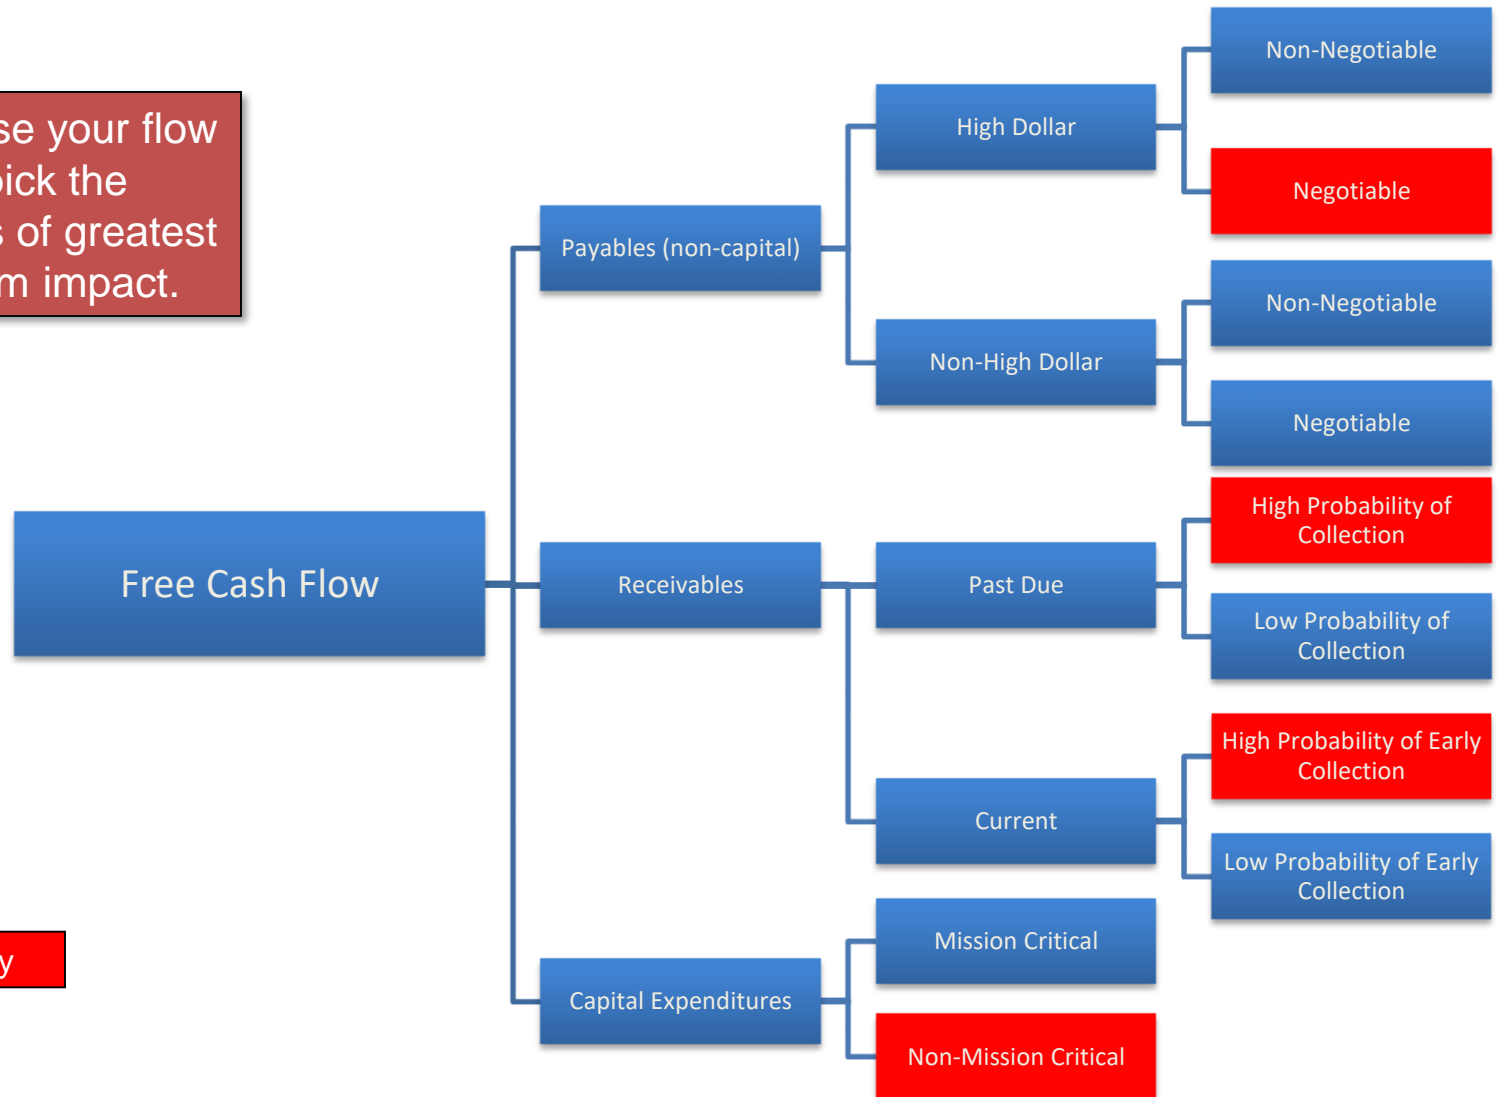 se your flow
pick the
s of greatest
m impact.
y
Free Cash Flow
Payables (non-capital)
High Dollar
Non-Negotiable
Negotiable
Non-High Dollar
Non-Negotiable
Negotiable
Receivables
Past Due
High Probability of
Collection
Low Probability of
Collection
Current
High Probability of Early
Collection
Low Probability of Early
Collection
Capital Expenditures
Mission Critical
Non-Mission Critical